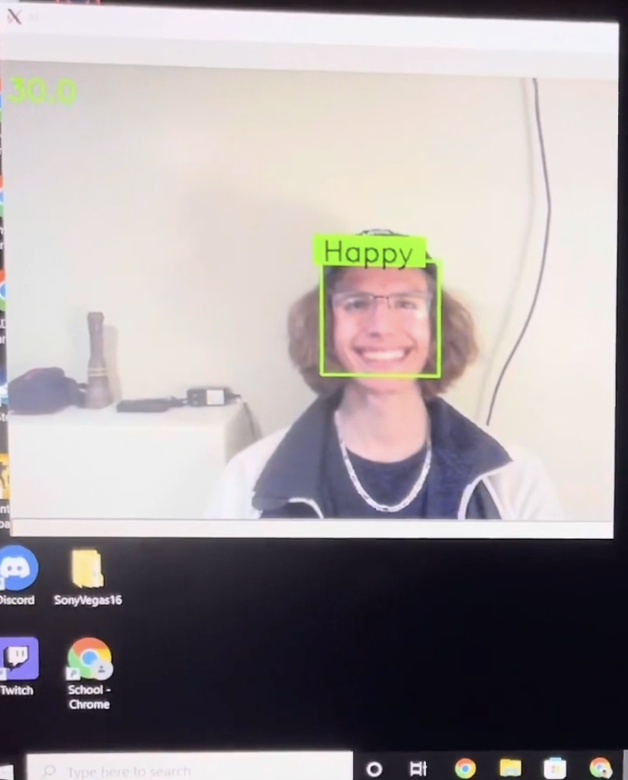 30.0
Happy
Discord
SonyVegas16
Twitch
School -
Chrome
Type here to search